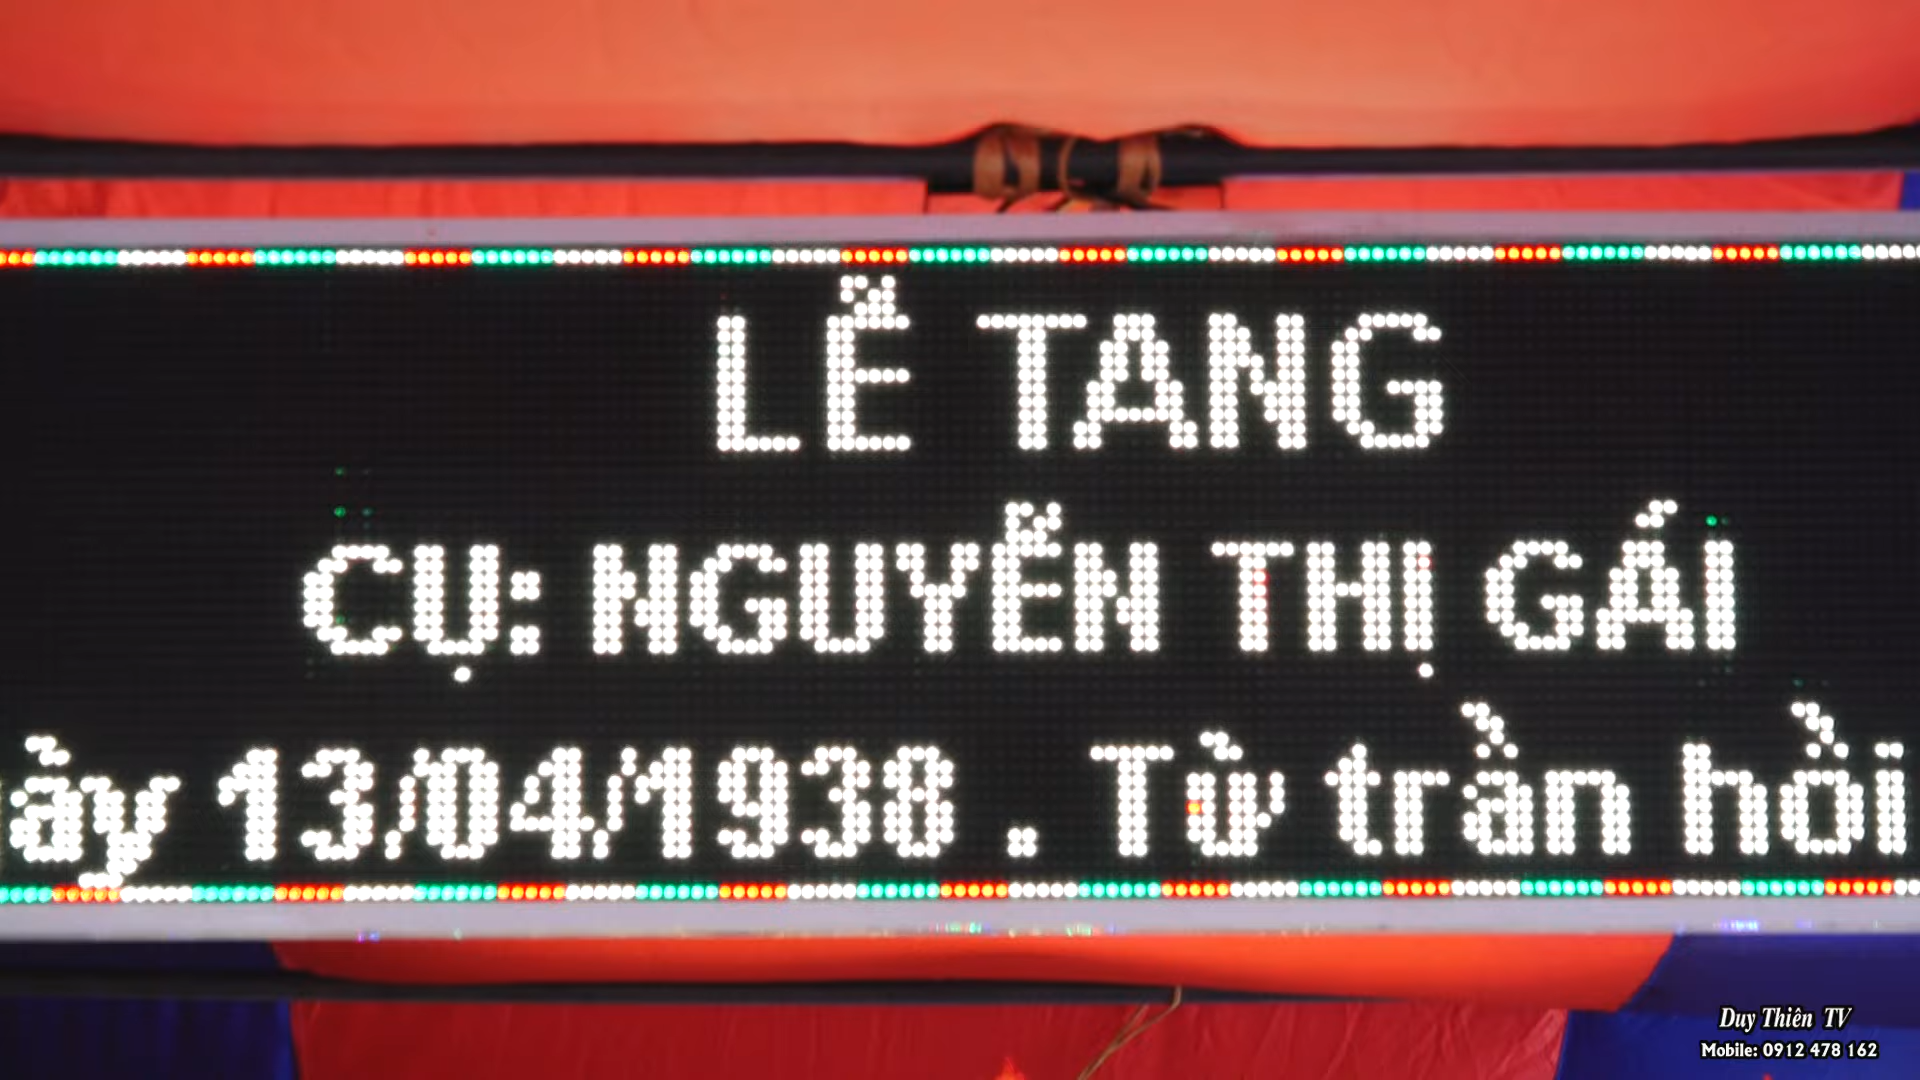 LỄ TANG
CỤ: NGUYỄN THỊ GÁI
ày 13/04/1938 . Từ trần hồi
Duy Thiên TV
Mobile: 0912 478 162